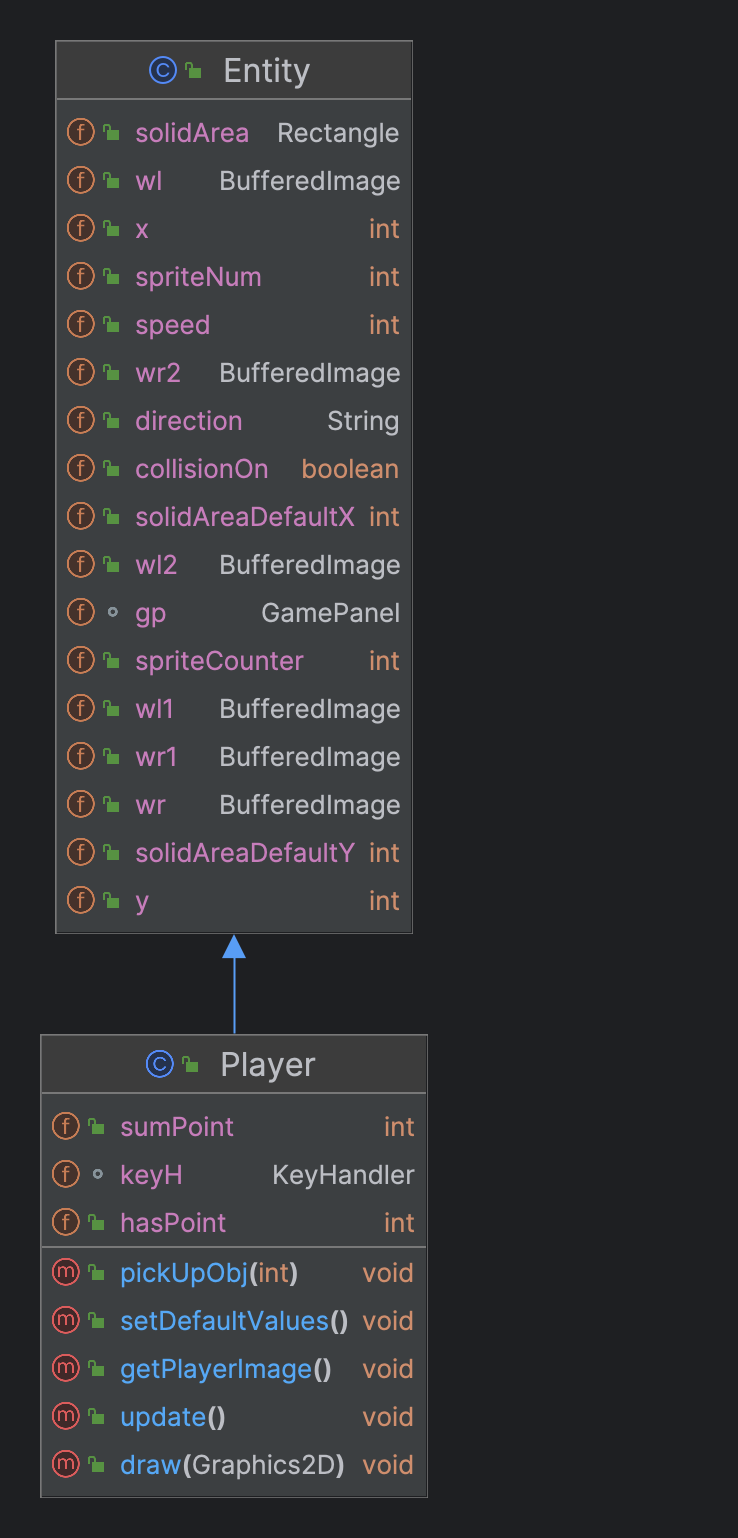 C Entity
f solidArea Rectangle
f wl BufferedImage
f x int
f spriteNum int
f speed int
f wr2 BufferedImage
f direction String
f collisionOn boolean
f solidAreaDefaultX int
f wl2 BufferedImage
f gp GamePanel
f spriteCounter int
f wl1 BufferedImage
f wr1 BufferedImage
f wr BufferedImage
f solidAreaDefaultY int
f y int
C Player
f sumPoint int
f keyH KeyHandler
f hasPoint int
m pickUpObj(int) void
m setDefaultValues() void
m getPlayerImage() void
m update() void
m draw(Graphics2D) void